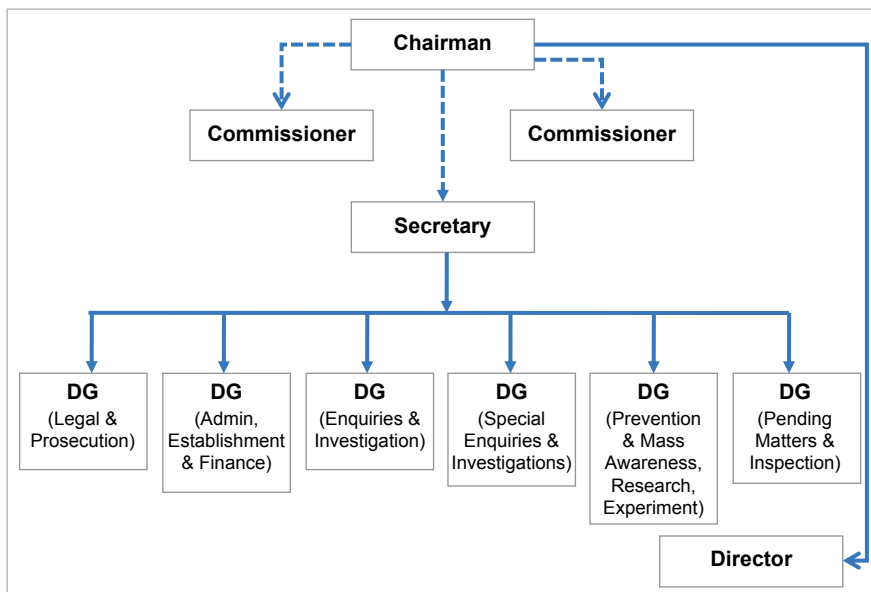 Chairman
Commissioner
Commissioner
Secretary
DG
(Legal &
Prosecution)
DG
(Admin,
Establishment
& Finance)
DG
(Enquiries &
Investigation)
DG
(Special
Enquiries &
Investigations)
DG
(Prevention
& Mass
Awareness,
Research,
Experiment)
DG
(Pending
Matters &
Inspection)
Director